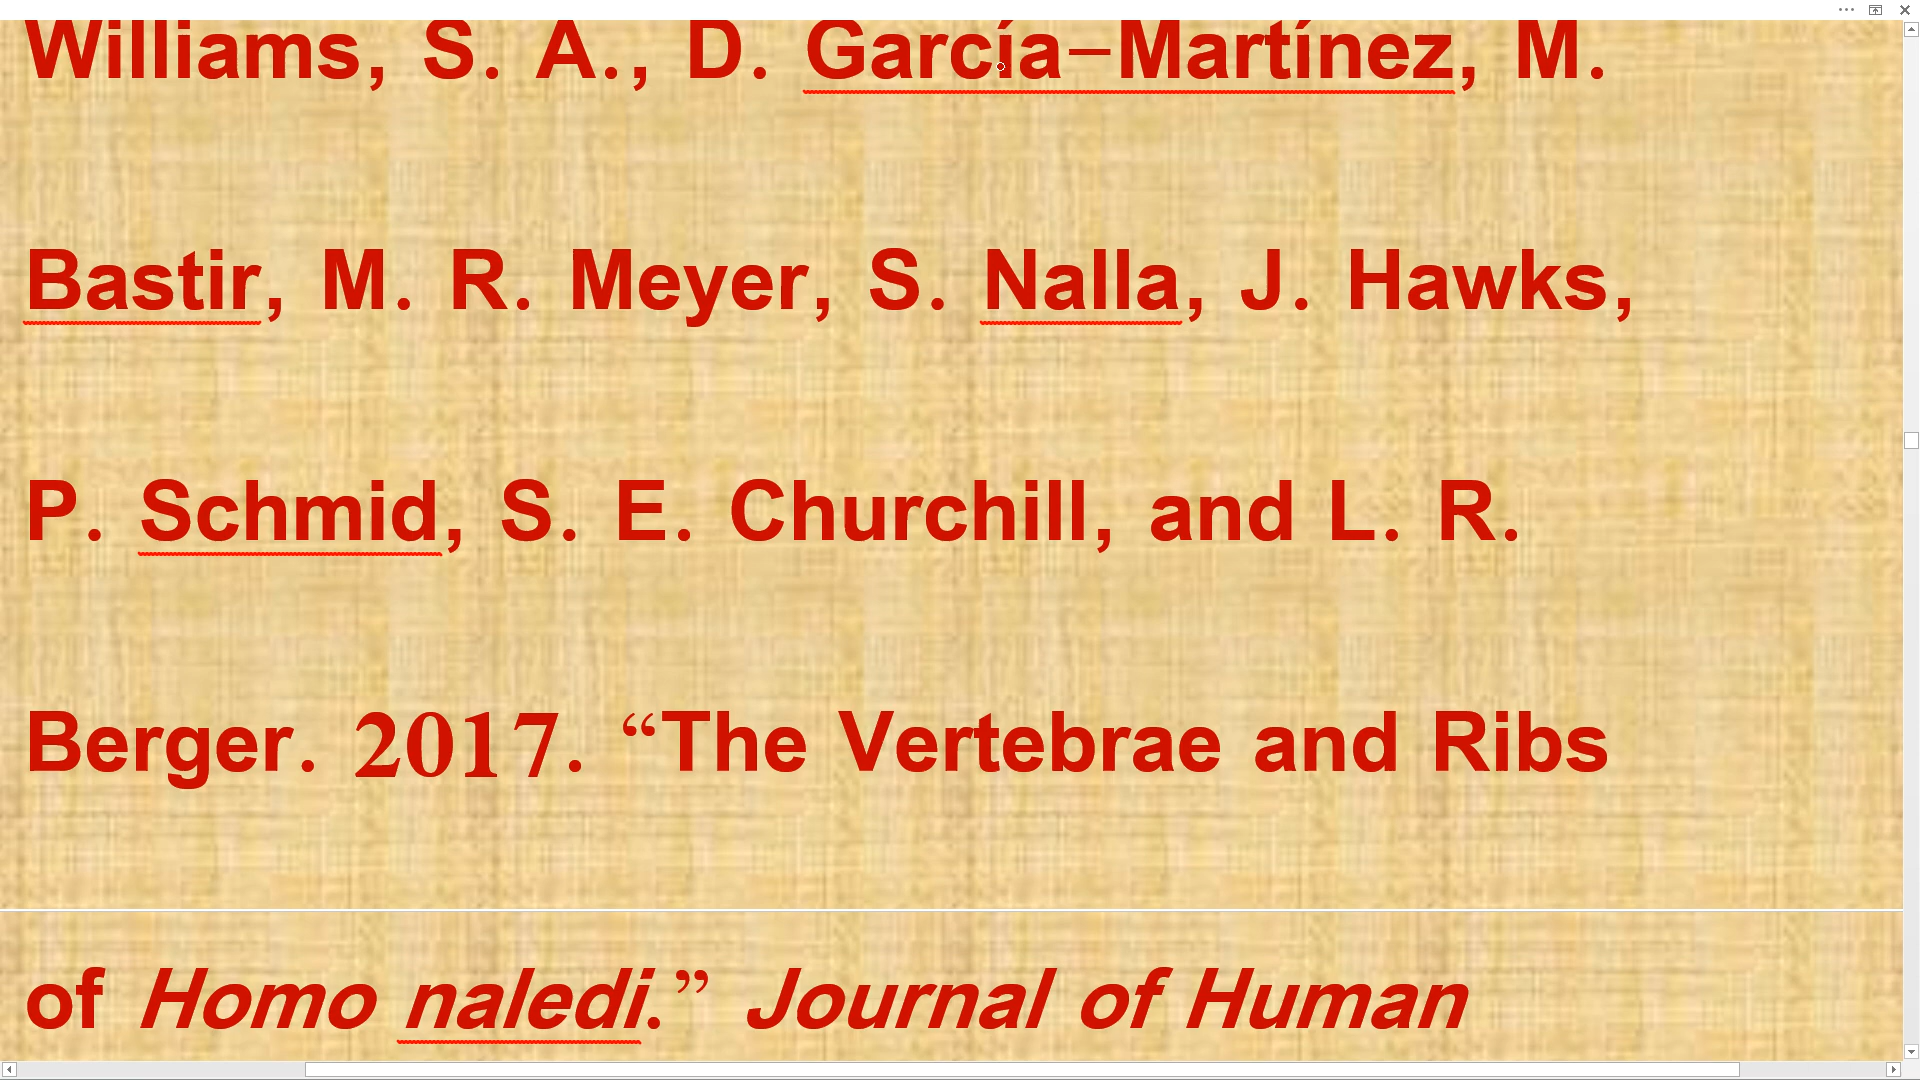 Williams, S. A., D. García–Martínez, M.
Bastir, M. R. Meyer, S. Nalla, J. Hawks,
P. Schmid, S. E. Churchill, and L. R.
Berger. 2017. “The Vertebrae and Ribs
of Homo naledi.” Journal of Human